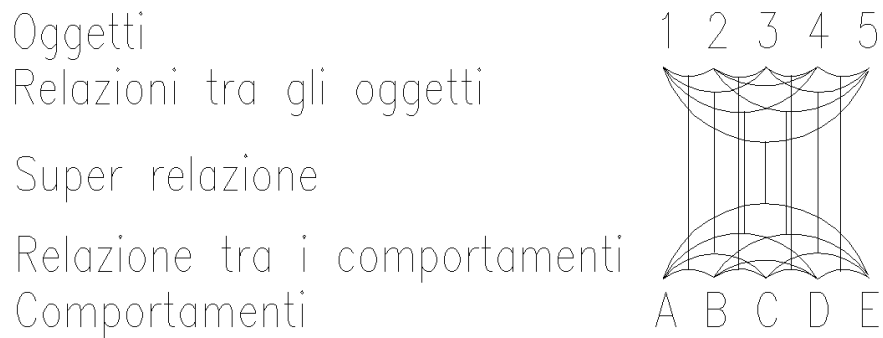 Oggetti 1 2 3 4 5
Relazioni tra gli oggetti
Super relazione
Relazione tra i comportamenti
Comportamenti A B C D E